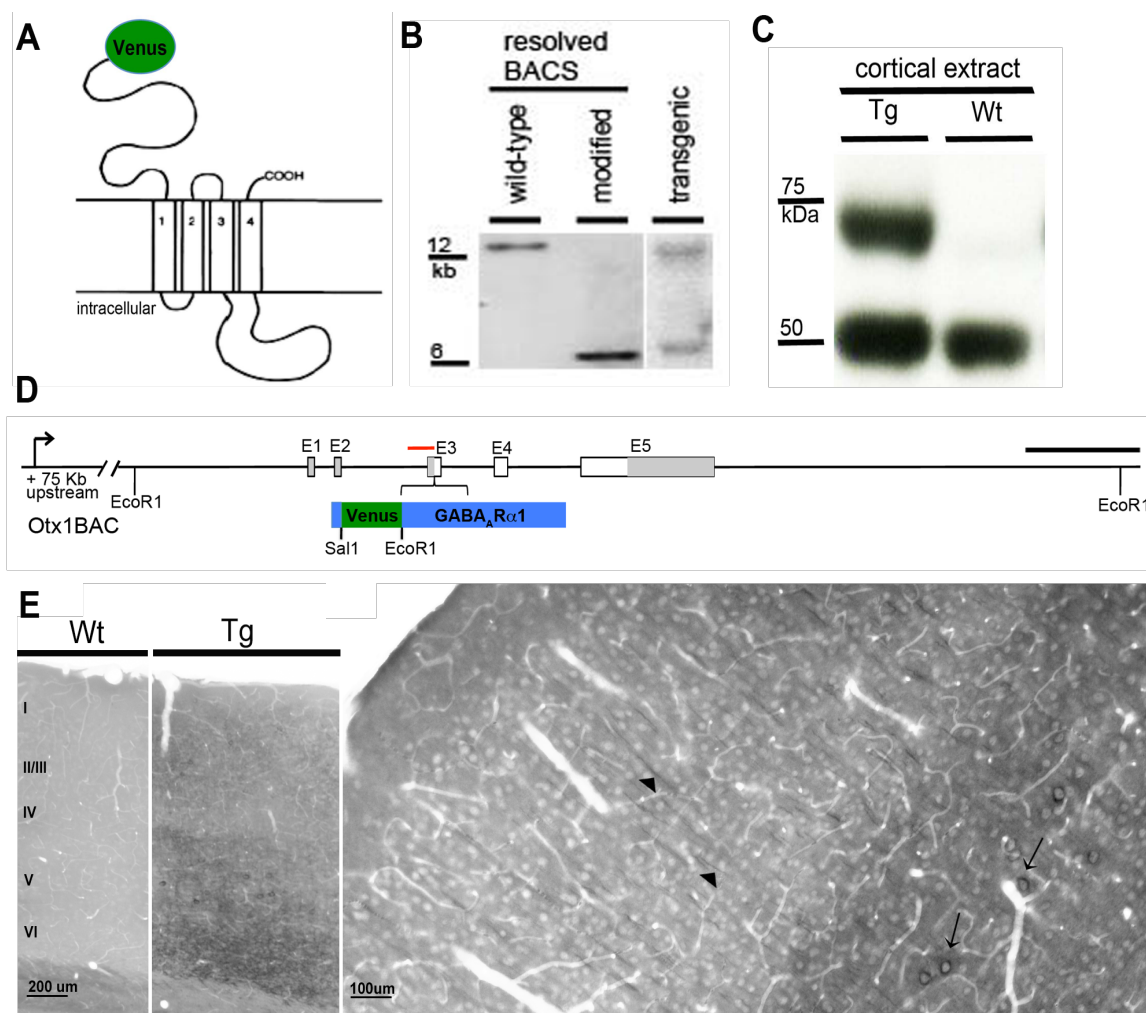 A
Venus
COOH
1 2 3 4
intracellular
B
resolved
BACS
wild-type
modified
transgenic
12
kb
6
C
cortical extract
Tg Wt
75
kDa
50
D
E1 E2 E3 E4 E5
+ 75 Kb
upstream
EcoR1
EcoR1
Otx1BAC
Venus GABAARα1
Sal1 EcoR1
E
Wt Tg
I
II/III
IV
V
VI
200 um
100um